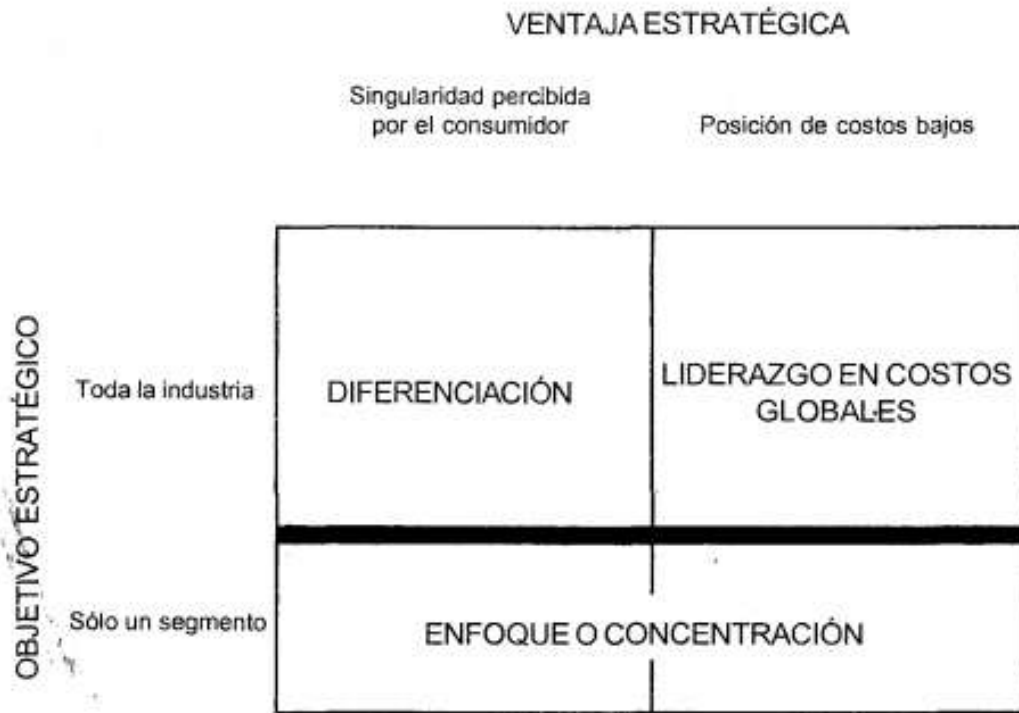 VENTAJA ESTRATÉGICA
Singularidad percibida
por el consumidor
Posición de costos bajos
OBJETIVO ESTRATÉGICO
Toda la industria
DIFERENCIACIÓN
LIDERAZGO EN COSTOS
GLOBALES
Sólo un segmento
ENFOQUE O CONCENTRACIÓN